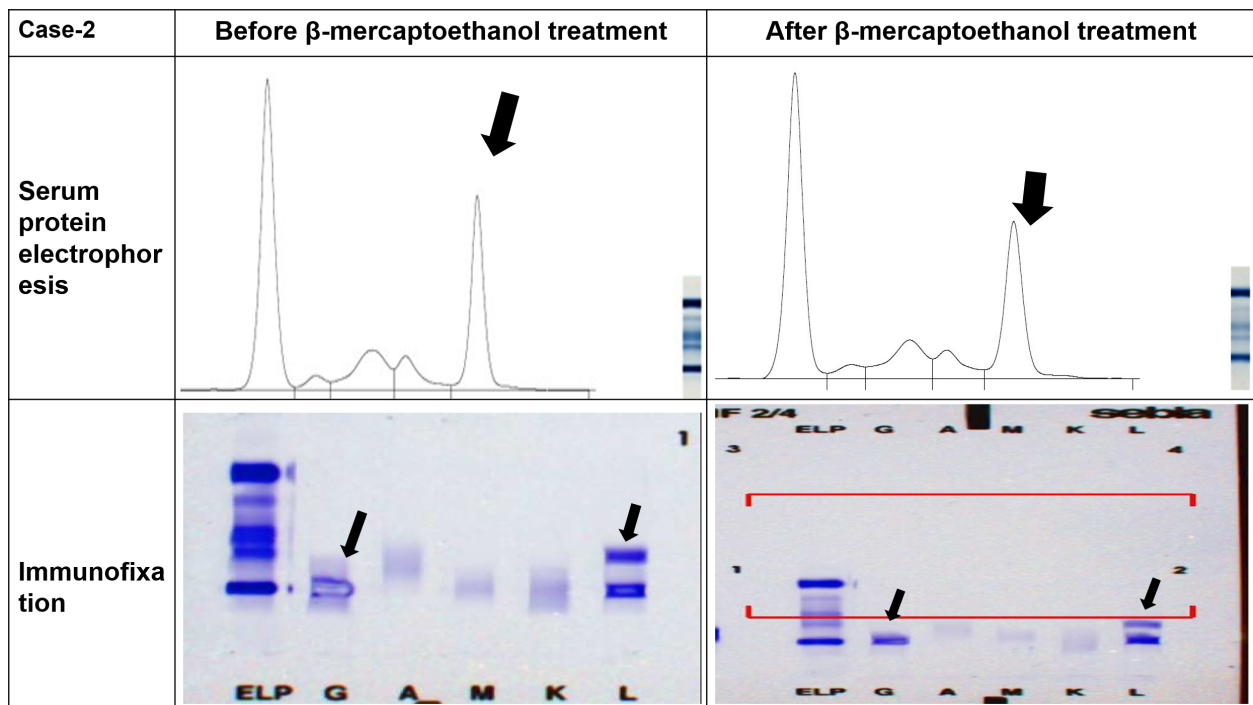 Case-2
Before β-mercaptoethanol treatment
After β-mercaptoethanol treatment
Serum
protein
electrophor
esis
Immunofixa
tion
1
ELP G A M K L
IF 2/4
sebia
ELP G A M K L
3
4
1
2
ELP G A M K L